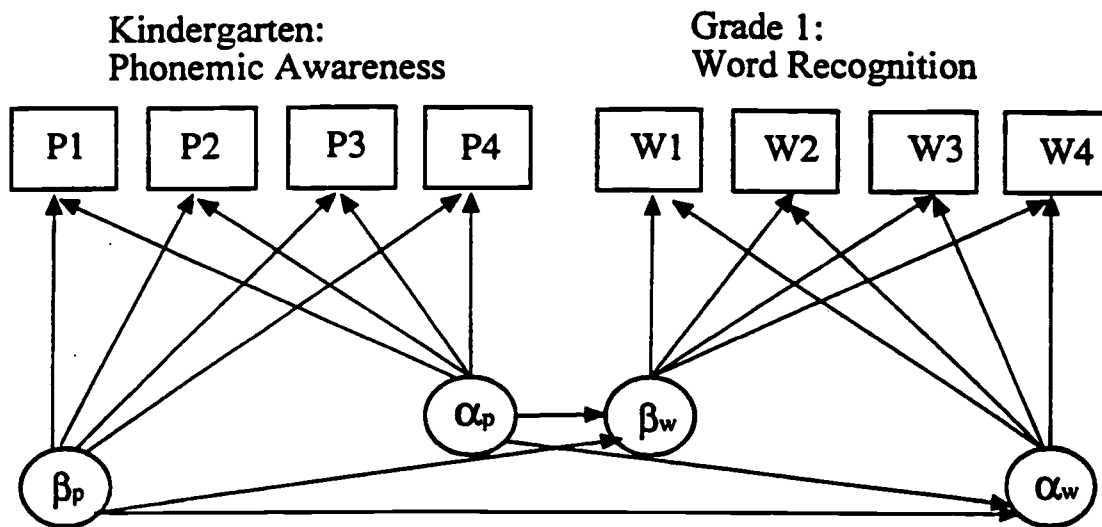 Kindergarten:
Phonemic Awareness
Grade 1:
Word Recognition
P1 P2 P3 P4 W1 W2 W3 W4
αp βw
βp αw